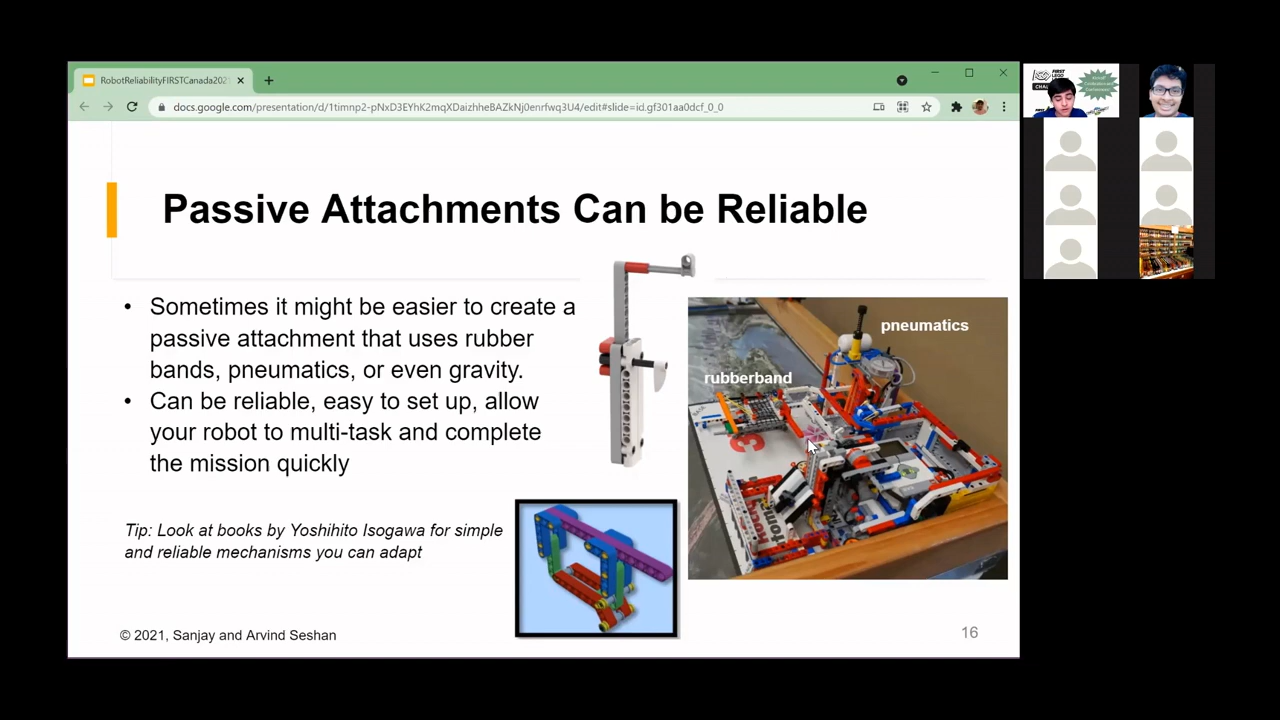 RobotReliabilityFIRSTCanada202
docs.google.com/presentation/d/1timnp2-pNxD3EYhK2mqXDaizhheBAZkNj0enrfwq3U4/edit#slide=id.gf301aa0dcf_0_0
Passive Attachments Can be Reliable
• Sometimes it might be easier to create a
passive attachment that uses rubber
bands, pneumatics, or even gravity.
• Can be reliable, easy to set up, allow
your robot to multi-task and complete
the mission quickly
Tip: Look at books by Yoshihito Isogawa for simple
and reliable mechanisms you can adapt
pneumatics
rubberband
3
© 2021, Sanjay and Arvind Seshan
16
FIRST
LEGO